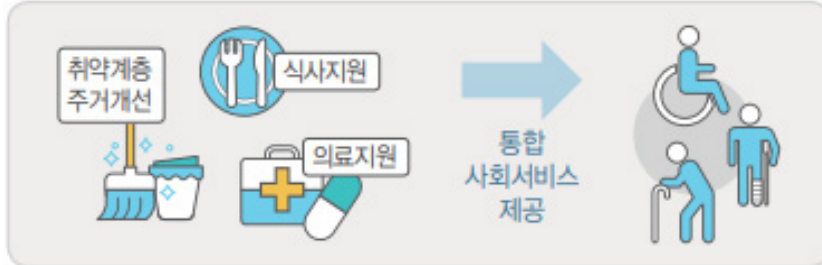 취약계층
주거개선
식사지원
의료지원
통합
사회서비스
제공